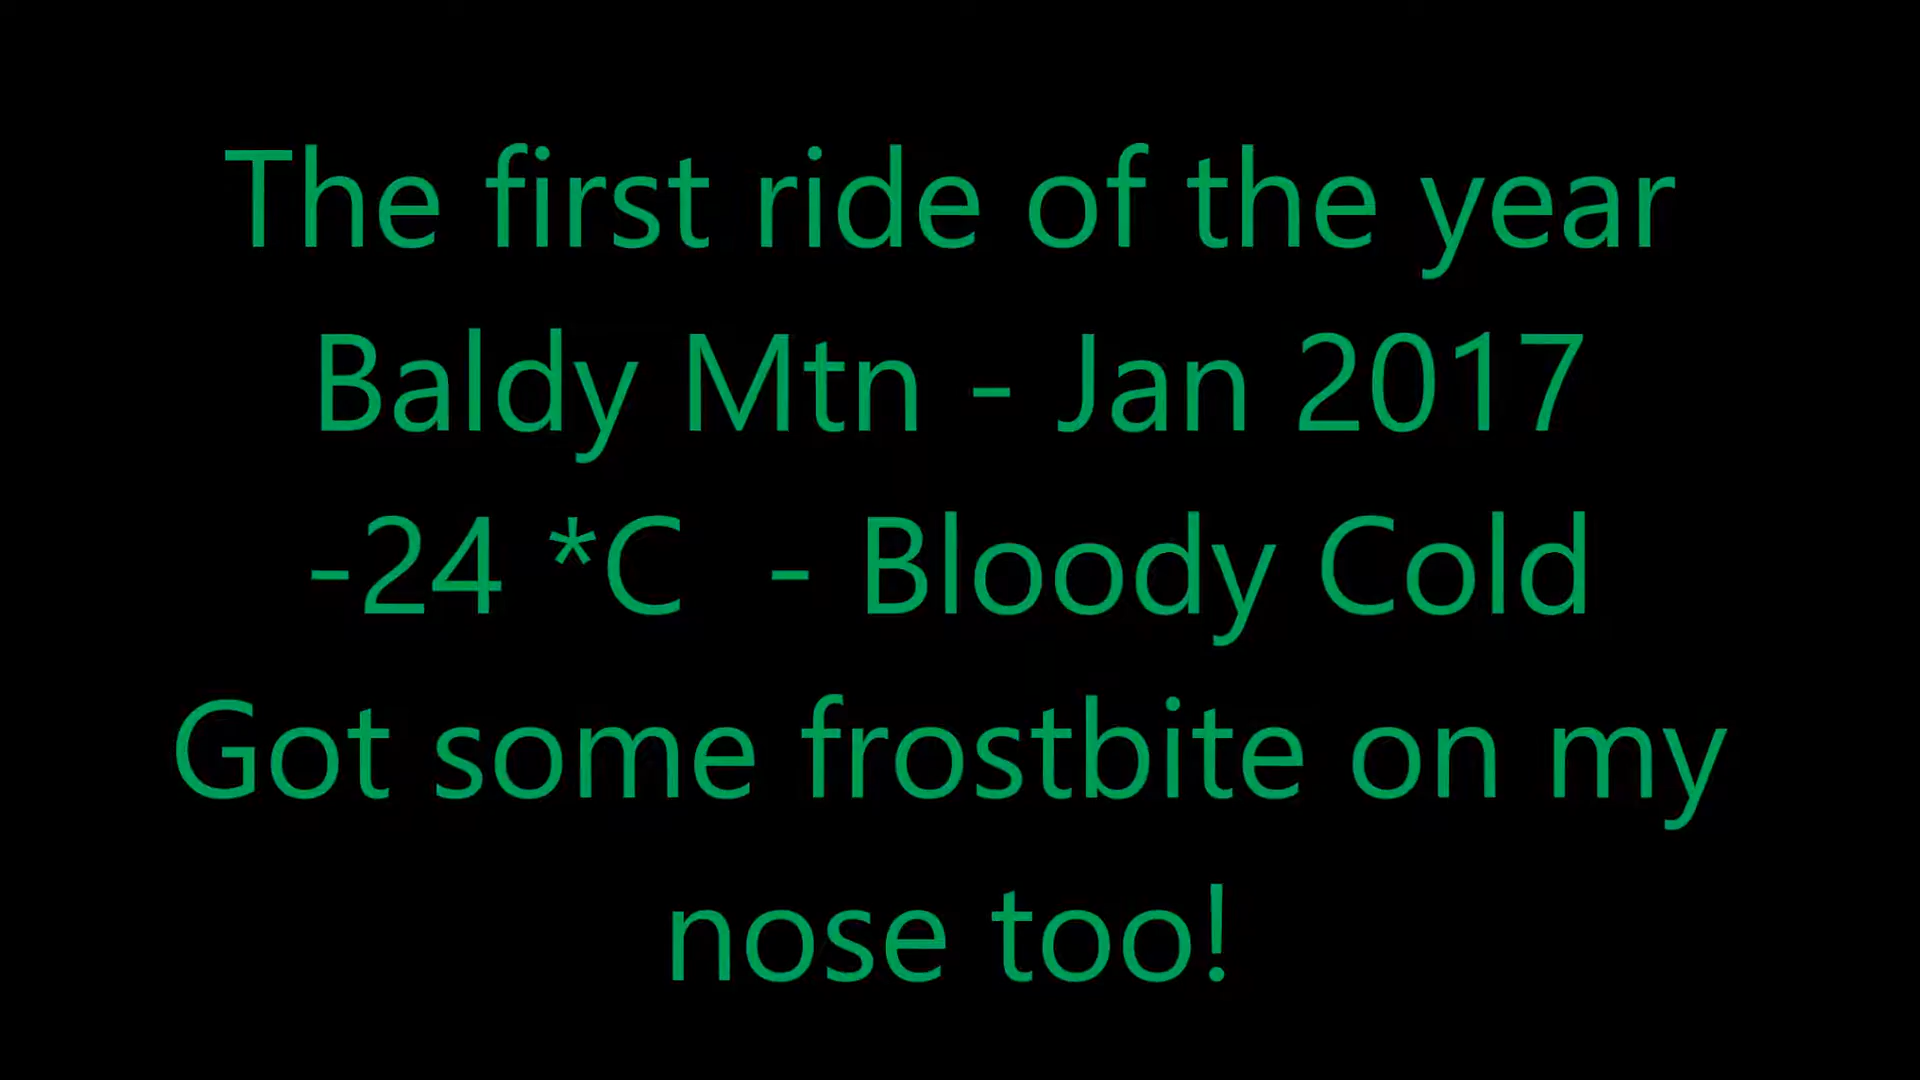 The first ride of the year
Baldy Mtn - Jan 2017
-24 *C  - Bloody Cold
Got some frostbite on my
nose too!